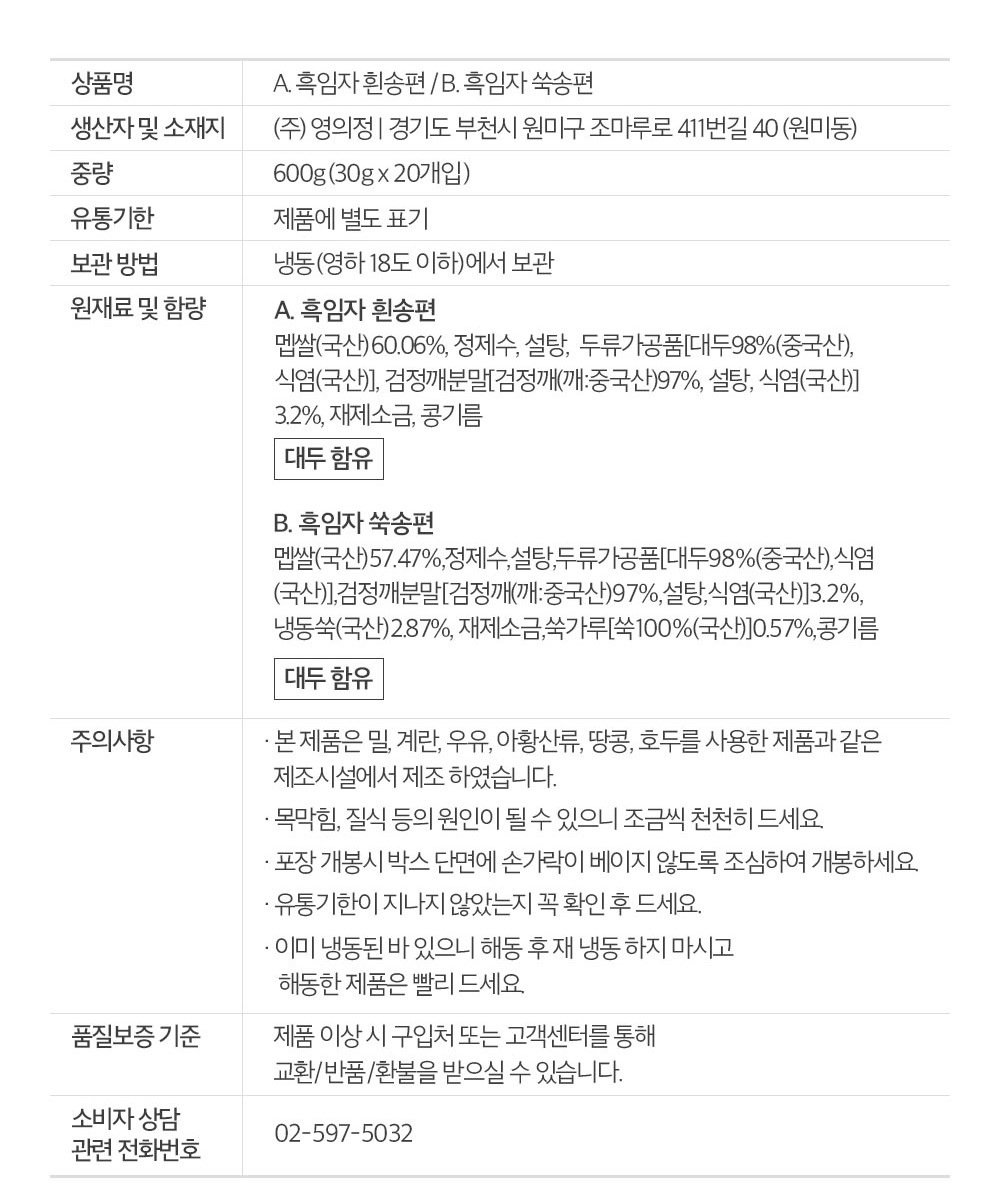 상품명 A. 흑임자 흰송편 / B. 흑임자 쑥송편
생산자 및 소재지 (주) 영의정 | 경기도 부천시 원미구 조마루로 411번길 40 (원미동)
중량 600g (30g x 20개입)
유통기한 제품에 별도 표기
보관 방법 냉동(영하 18도 이하)에서 보관
원재료 및 함량 A. 흑임자 흰송편
멥쌀(국산) 60.06%, 정제수, 설탕, 두류가공품[대두98%(중국산),
식염(국산)], 검정깨분말[검정깨(깨:중국산)97%, 설탕, 식염(국산)]
3.2%, 재제소금, 콩기름
대두 함유
B. 흑임자 쑥송편
멥쌀(국산) 57.47%,정제수,설탕,두류가공품[대두98%(중국산),식염
(국산)],검정깨분말[검정깨(깨:중국산)97%,설탕,식염(국산)]3.2%,
냉동쑥(국산) 2.87%, 재제소금,쑥가루[쑥100%(국산)]0.57%,콩기름
대두 함유
주의사항 · 본 제품은 밀, 계란, 우유, 아황산류, 땅콩, 호두를 사용한 제품과 같은
제조시설에서 제조 하였습니다.
· 목막힘, 질식 등의 원인이 될 수 있으니 조금씩 천천히 드세요.
· 포장 개봉시 박스 단면에 손가락이 베이지 않도록 조심하여 개봉하세요.
· 유통기한이 지나지 않았는지 꼭 확인 후 드세요.
· 이미 냉동된 바 있으니 해동 후 재 냉동 하지 마시고
해동한 제품은 빨리 드세요.
품질보증 기준 제품 이상 시 구입처 또는 고객센터를 통해
교환/반품/환불을 받으실 수 있습니다.
소비자 상담
관련 전화번호 02-597-5032